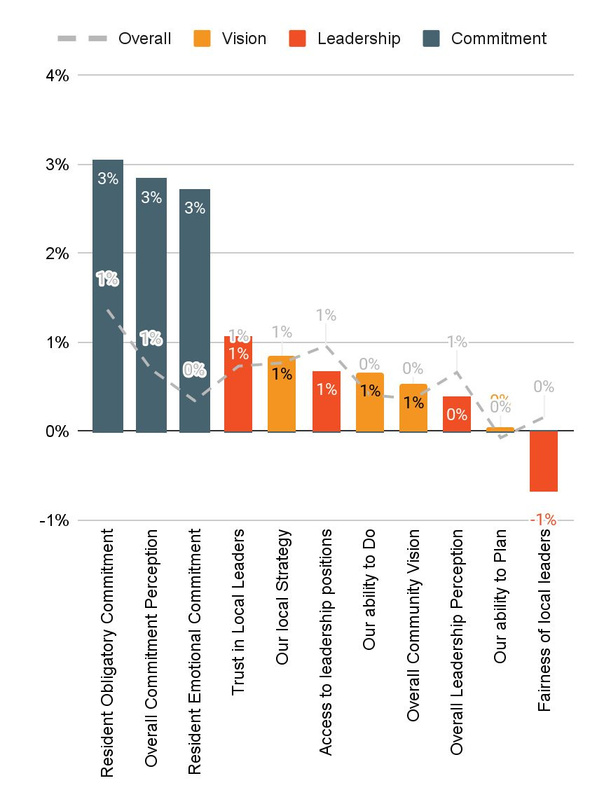 Overall Vision Leadership Commitment
4%
3%
2%
1%
0%
-1%
3%
3%
3%
1%
1%
0%
1%
1%
1%
1%
1%
1%
0%
1%
0%
1%
1%
0%
0%
0%
0%
-1%
Resident Obligatory Commitment
Overall Commitment Perception
Resident Emotional Commitment
Trust in Local Leaders
Our local Strategy
Access to leadership positions
Our ability to Do
Overall Community Vision
Overall Leadership Perception
Our ability to Plan
Fairness of local leaders